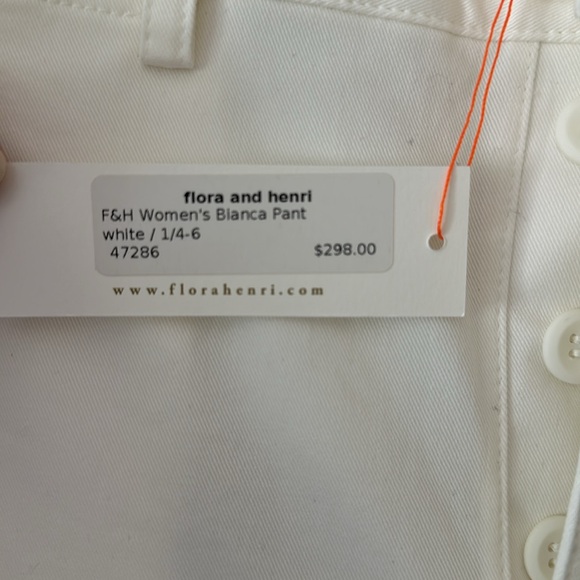 flora and henri
F&H Women's Bianca Pant
white / 1/4-6
47286 $298.00
www.florahenri.com